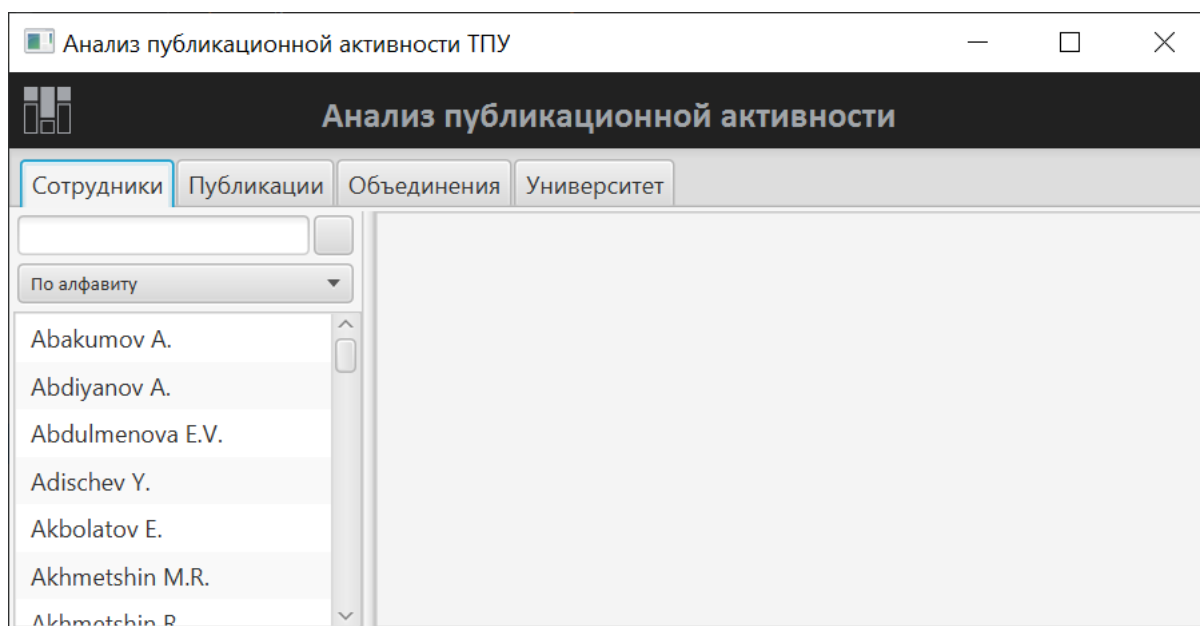 Анализ публикационной активности ТПУ
Анализ публикационной активности
Сотрудники Публикации Объединения Университет
По алфавиту
Abakumov A.
Abdiyanov A.
Abdulmenova E.V.
Adischev Y.
Akbolatov E.
Akhmetshin M.R.
Akhmetshin R.